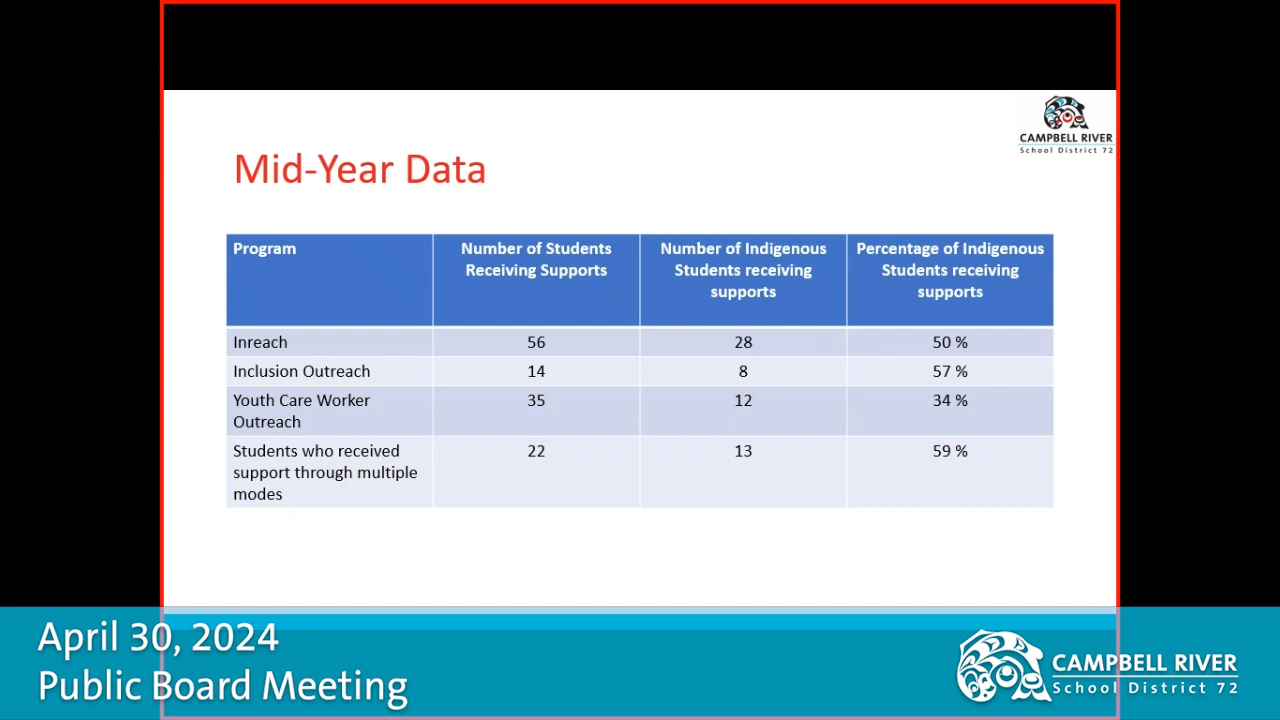 CAMPBELL RIVER
School District 72
Mid-Year Data
Program
Number of Students
Receiving Supports
Number of Indigenous
Students receiving
supports
Percentage of Indigenous
Students receiving
supports
Inreach 56 28 50 %
Inclusion Outreach 14 8 57 %
Youth Care Worker 35 12 34 %
Outreach
Students who received 22 13 59 %
support through multiple
modes
April 30, 2024
Public Board Meeting
CAMPBELL RIVER
School District 72